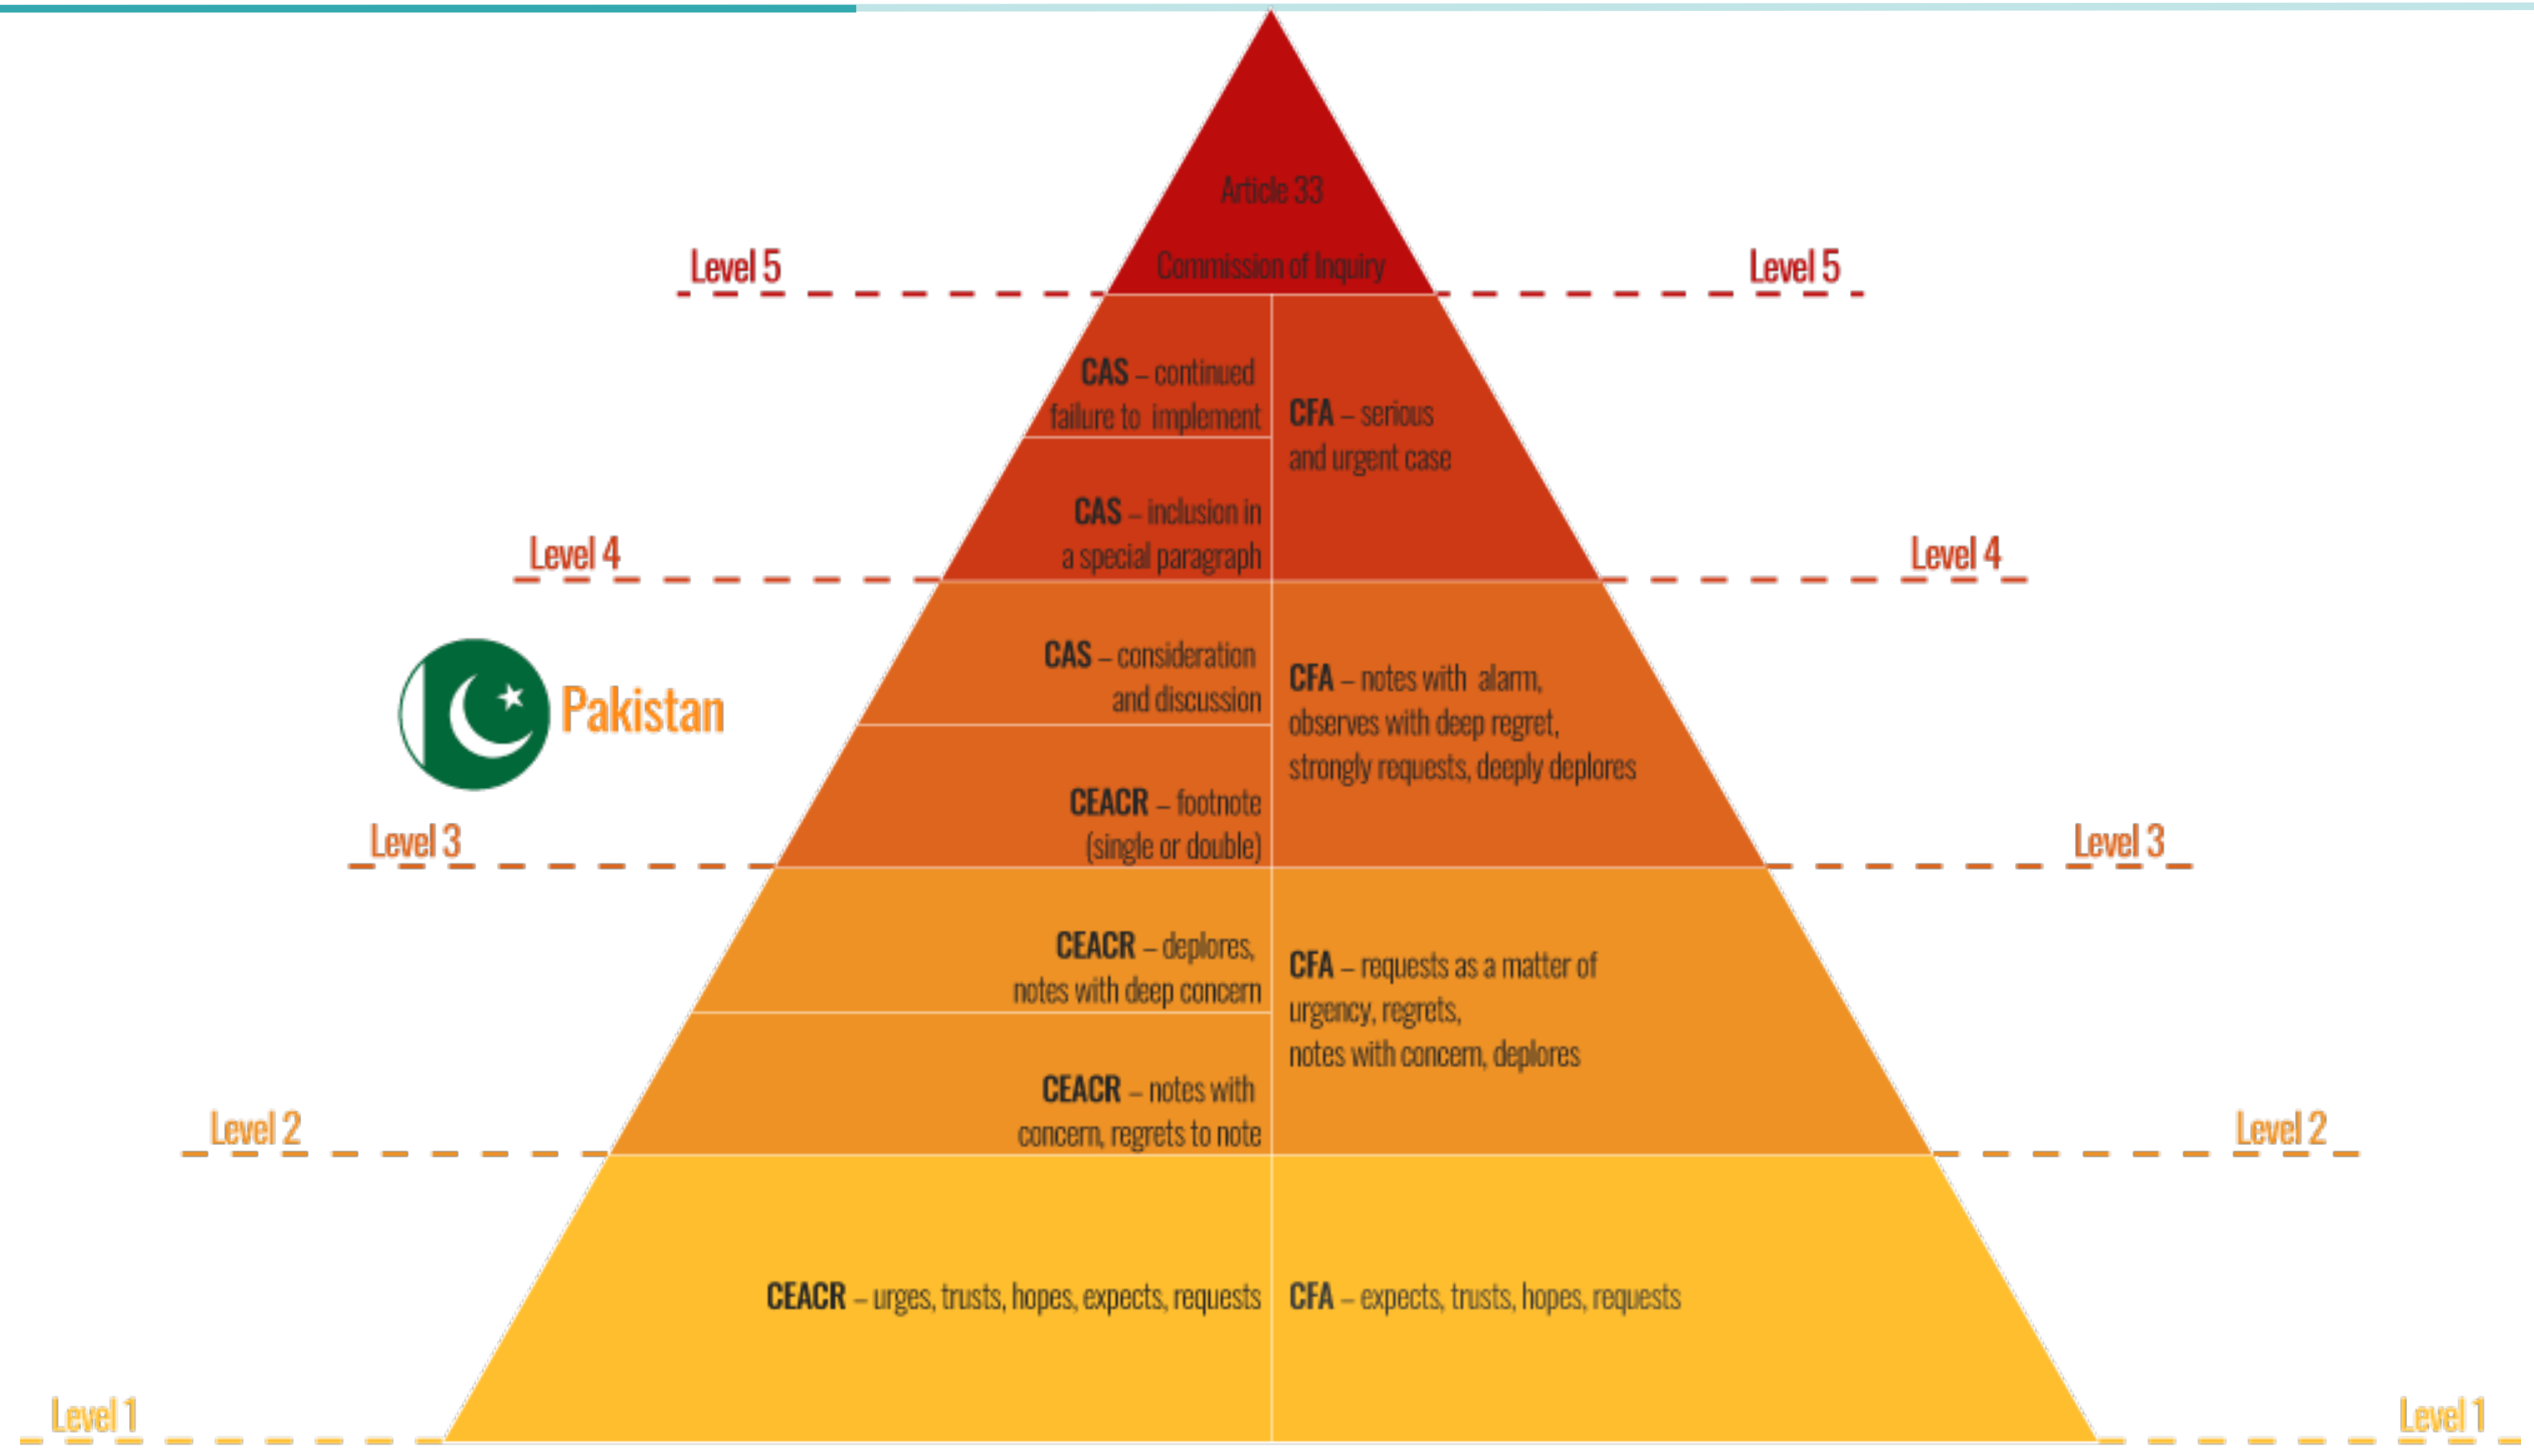 Article 33
Commission of Inquiry
Level 5
Level 5
CAS – continued
failure to implement
CFA – serious
and urgent case
CAS – inclusion in
a special paragraph
Level 4
Level 4
CAS – consideration
and discussion
CFA – notes with alarm,
observes with deep regret,
strongly requests, deeply deplores
Pakistan
CEACR – footnote
(single or double)
Level 3
Level 3
CEACR – deplores,
notes with deep concern
CFA – requests as a matter of
urgency, regrets,
notes with concern, deplores
CEACR – notes with
concern, regrets to note
Level 2
Level 2
CEACR – urges, trusts, hopes, expects, requests
CFA – expects, trusts, hopes, requests
Level 1
Level 1